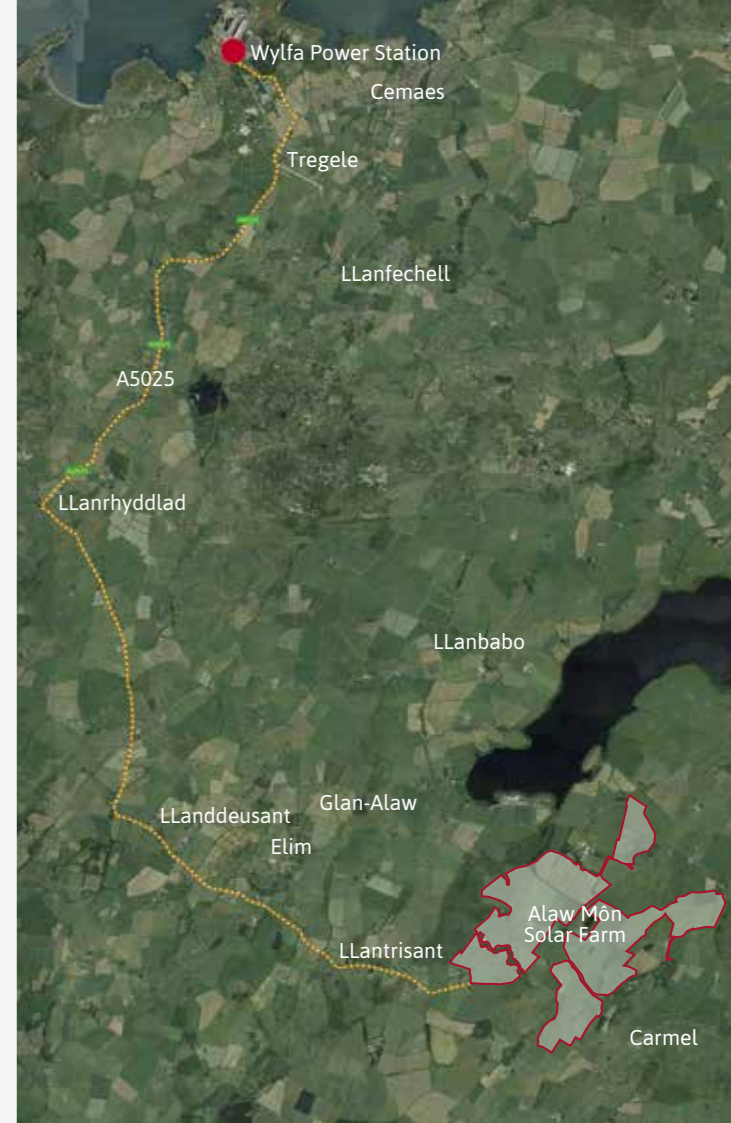 Wylfa Power Station
Cemaes
Tregele
LLanfechell
A5025
LLanrhyddlad
LLanbabo
Glan-Alaw
LLanddeusant
Elim
Alaw Môn
Solar Farm
LLantrisant
Carmel